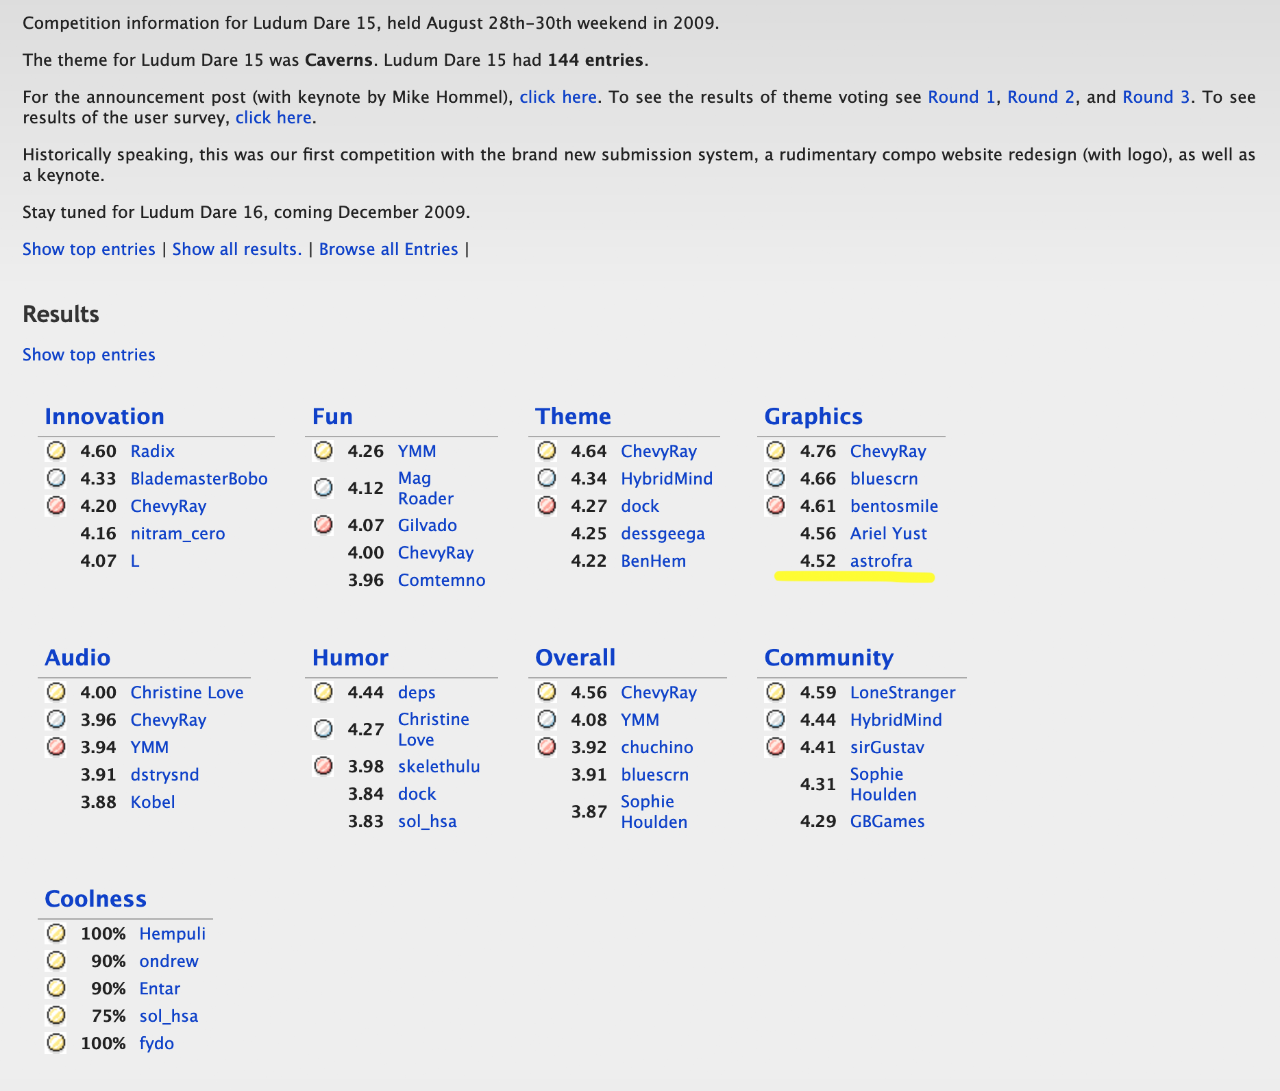 Competition information for Ludum Dare 15, held August 28th-30th weekend in 2009.
The theme for Ludum Dare 15 was Caverns. Ludum Dare 15 had 144 entries.
For the announcement post (with keynote by Mike Hommel), click here. To see the results of theme voting see Round 1, Round 2, and Round 3. To see
results of the user survey, click here.
Historically speaking, this was our first competition with the brand new submission system, a rudimentary compo website redesign (with logo), as well as
a keynote.
Stay tuned for Ludum Dare 16, coming December 2009.
Show top entries | Show all results. | Browse all Entries |
Results
Show top entries
Innovation
4.60 Radix
4.33 BlademasterBobo
4.20 ChevyRay
4.16 nitram_cero
4.07 L
Fun
4.26 YMM
4.12 Mag
Roader
4.07 Gilvado
4.00 ChevyRay
3.96 Comtemno
Theme
4.64 ChevyRay
4.34 HybridMind
4.27 dock
4.25 dessgeega
4.22 BenHem
Graphics
4.76 ChevyRay
4.66 bluescrn
4.61 bentosmile
4.56 Ariel Yust
4.52 astrofra
Audio
4.00 Christine Love
3.96 ChevyRay
3.94 YMM
3.91 dstrysnd
3.88 Kobel
Humor
4.44 deps
4.27 Christine
Love
3.98 skelethulu
3.84 dock
3.83 sol_hsa
Overall
4.56 ChevyRay
4.08 YMM
3.92 chuchino
3.91 bluescrn
3.87 Sophie
Houlden
Community
4.59 LoneStranger
4.44 HybridMind
4.41 sirGustav
4.31 Sophie
Houlden
4.29 GBGames
Coolness
100% Hempuli
90% ondrew
90% Entar
75% sol_hsa
100% fydo